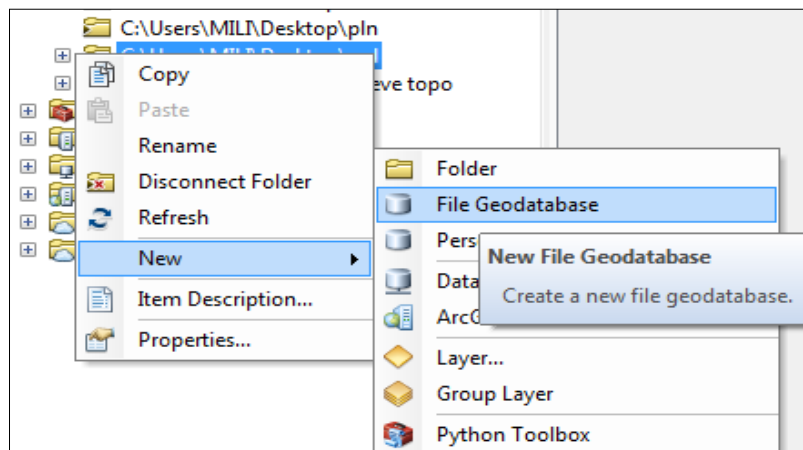 C:\Users\MILI\Desktop\pln
eve topo
Copy
Paste
Rename
Disconnect Folder
Refresh
New
Item Description...
Properties...
Folder
File Geodatabase
Pers
Data
ArcG
Layer...
Group Layer
Python Toolbox
New File Geodatabase
Create a new file geodatabase.